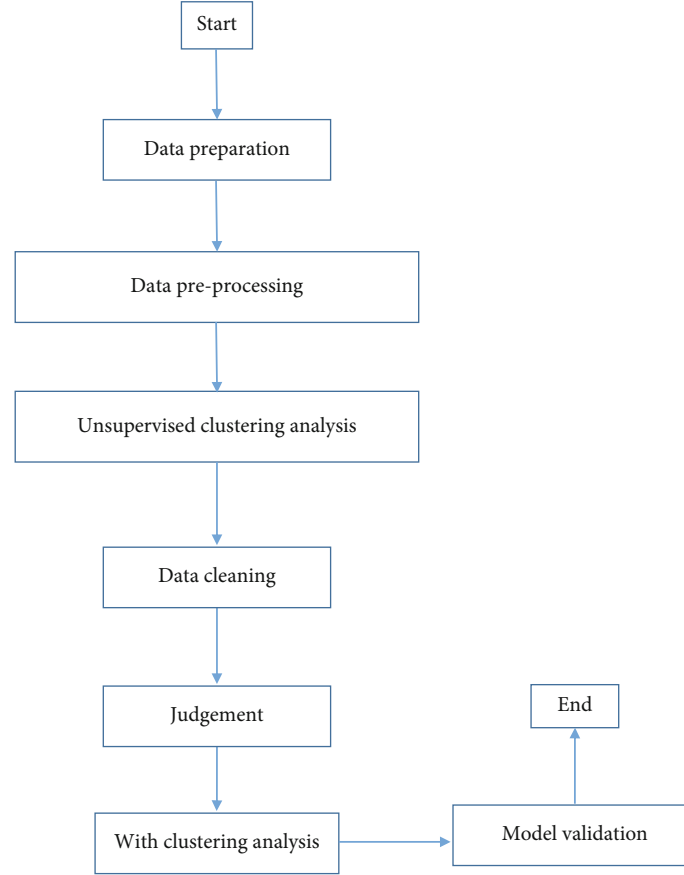 Start
Data preparation
Data pre-processing
Unsupervised clustering analysis
Data cleaning
Judgement
With clustering analysis
Model validation
End